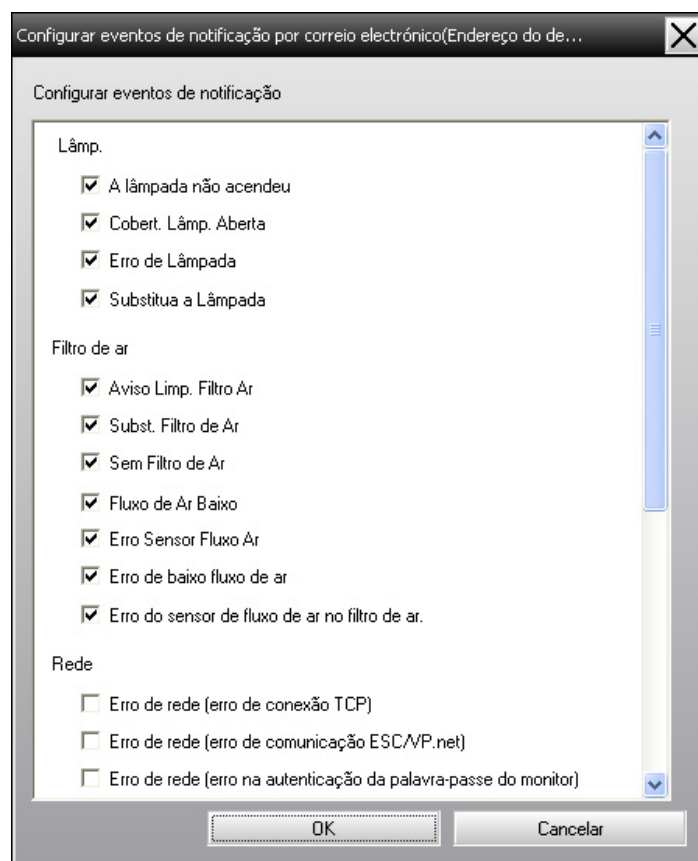 Configurar eventos de notificação por correio electrónico(Endereço do de...
Configurar eventos de notificação
Lâmp.
A lâmpada não acendeu
Cobert. Lâmp. Aberta
Erro de Lâmpada
Substitua a Lâmpada
Filtro de ar
Aviso Limp. Filtro Ar
Subst. Filtro de Ar
Sem Filtro de Ar
Fluxo de Ar Baixo
Erro Sensor Fluxo Ar
Erro de baixo fluxo de ar
Erro do sensor de fluxo de ar no filtro de ar.
Rede
Erro de rede (erro de conexão TCP)
Erro de rede (erro de comunicação ESC/VP.net)
Erro de rede (erro na autenticação da palavra-passe do monitor)
OK Cancelar